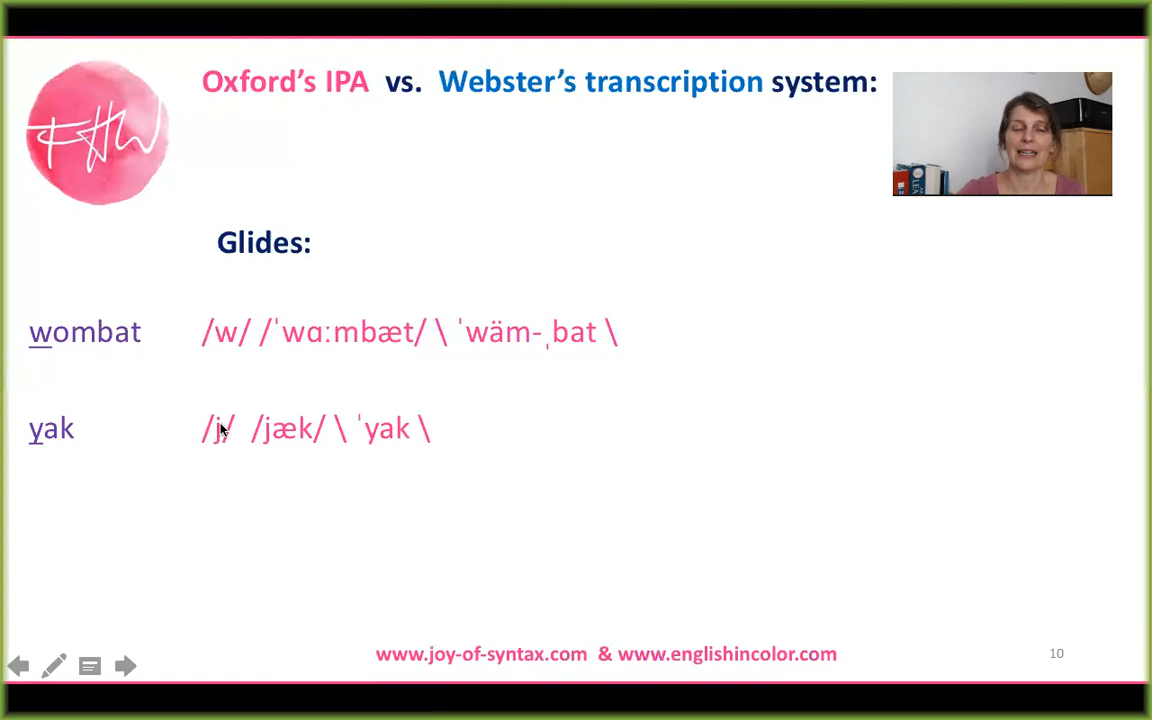 Oxford's IPA vs. Webster's transcription system:
FHW
Glides:
wombat /w/ /ˈwɑːmbæt/ \ ˈwäm-ˌbat \
yak /j/ /jæk/ \ ˈyak \
www.joy-of-syntax.com & www.englishincolor.com
10